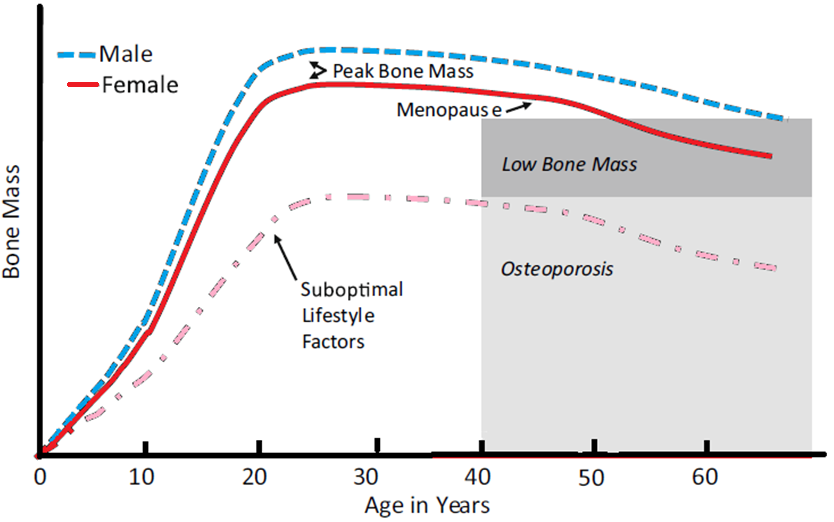 Male
Female
Peak Bone Mass
Menopause
Low Bone Mass
Osteoporosis
Suboptimal
Lifestyle
Factors
Bone Mass
0 10 20 30 40 50 60
Age in Years